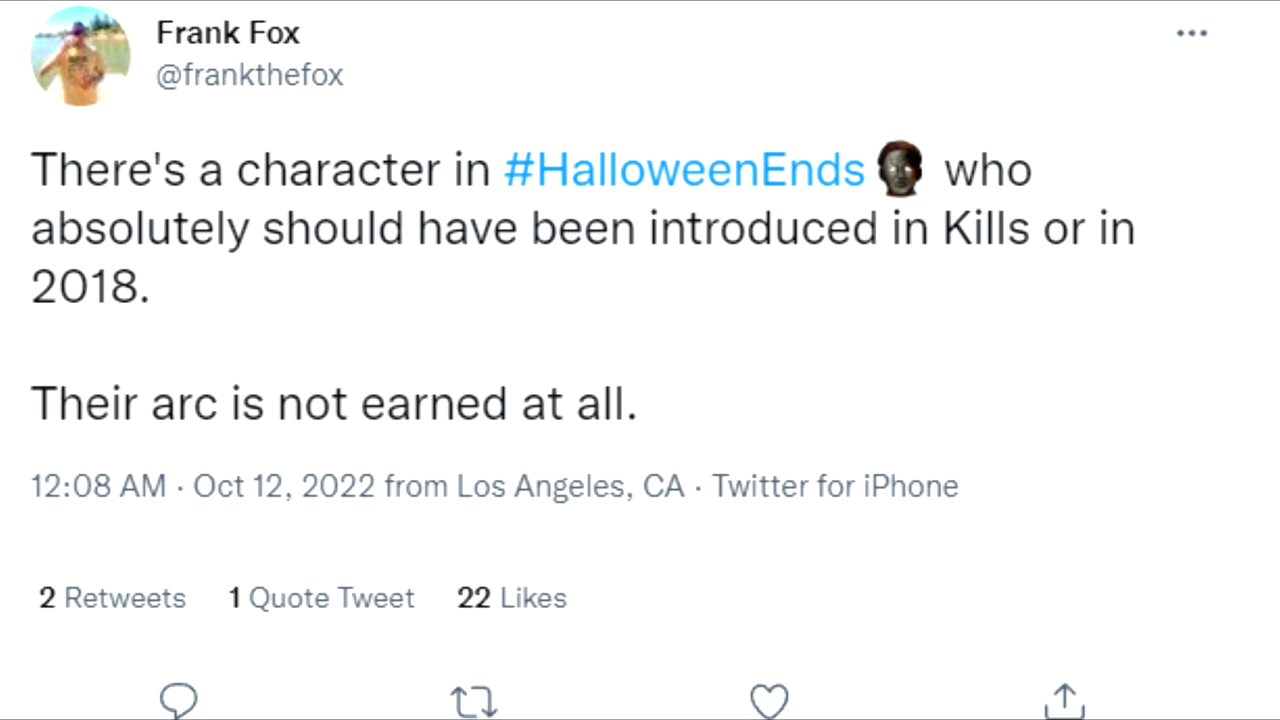 Frank Fox
@frankthefox
There's a character in #HalloweenEnds who
absolutely should have been introduced in Kills or in
2018.
Their arc is not earned at all.
12:08 AM · Oct 12, 2022 from Los Angeles, CA · Twitter for iPhone
2 Retweets 1 Quote Tweet 22 Likes